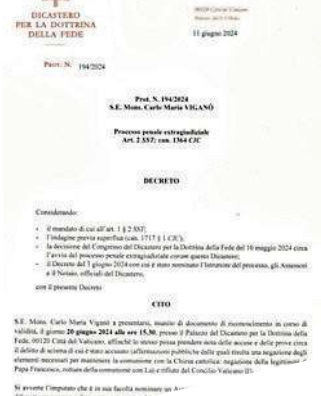 DICASTERO
PER LA DOTTRINA
DELLA FEDE
11 giugno 2024
PROT. N. 194/2024
Prot. N. 194/2024
S.E. Mons. Carlo Maria VIGANÒ
Processo penale extragiudiziale
Art. 2 SST; can. 1364 CIC
DECRETO
Considerando:
- il mandato di cui all'art. 1 § 2 SST;
- l'indagine previa superflua (can. 1717 § 1 CIC);
- la decisione del Congresso del Dicastero per la Dottrina della Fede del 10 maggio 2024 circa
l'avvio del processo penale extragiudiziale coram questo Dicastero;
- il Decreto del 3 giugno 2024 con cui è stato nominato l'Istruttore del processo, gli Assessori
e il Notaio, officiali del Dicastero,
con il presente Decreto
CITO
S.E. Mons. Carlo Maria Viganò a presentarsi, munito di documento di riconoscimento in corso di
validità, il giorno 20 giugno 2024 alle ore 15.30, presso il Palazzo del Dicastero per la Dottrina della
Fede, 00120 Città del Vaticano, affinché lo stesso possa prendere nota delle accuse e delle prove circa
il delitto di scisma di cui è stato accusato (affermazioni pubbliche dalle quali risulta una negazione degli
elementi necessari per mantenere la comunione con la Chiesa cattolica: negazione della legittimità
Papa Francesco, rottura della comunione con Lui e rifiuto del Concilio Vaticano II).
Si avverte l'imputato che è in sua facoltà nominare un